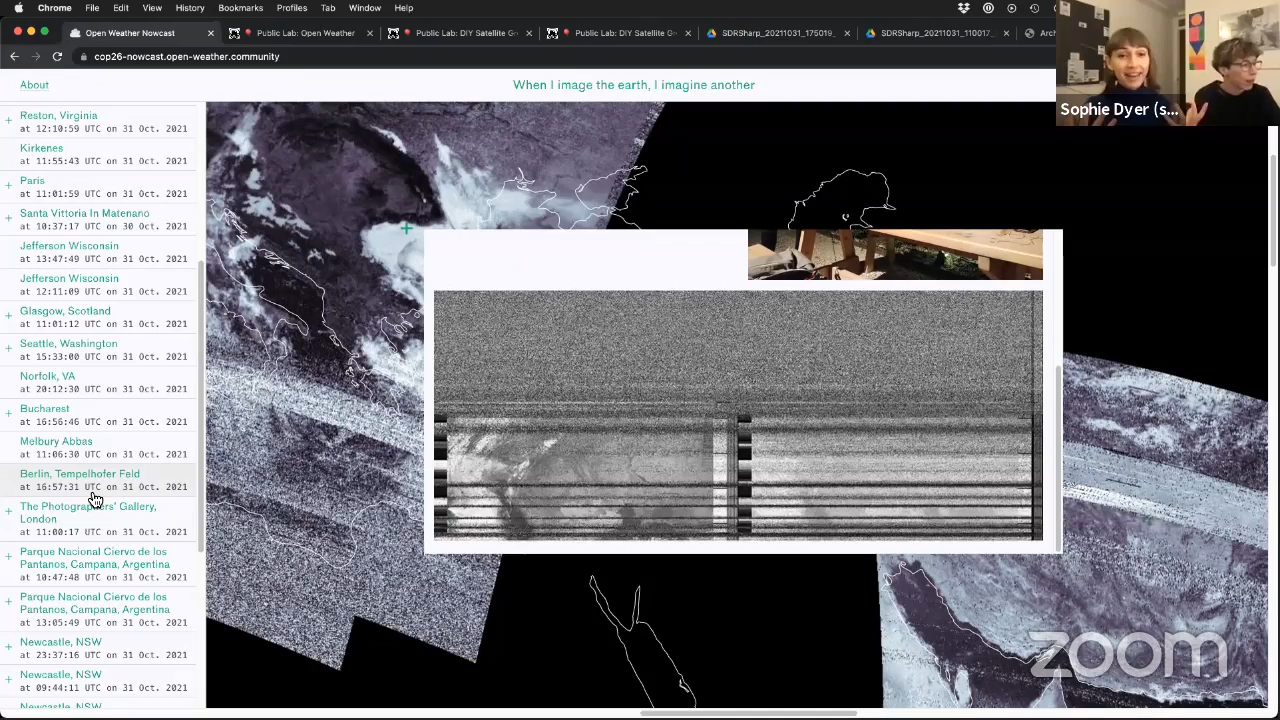 Chrome File Edit View History Bookmarks Profiles Tab Window Help
Open Weather Nowcast
Public Lab: Open Weather
Public Lab: DIY Satellite Gr
Public Lab: DIY Satellite Gr
SDRSharp_20211031_175019_
SDRSharp_20211031_110017_
Arch
cop26-nowcast.open-weather.community
About
When I image the earth, I imagine another
Sophie Dyer (s...
Reston, Virginia
at 12:10:59 UTC on 31 Oct. 2021
Kirkenes
at 11:55:43 UTC on 31 Oct. 2021
Paris
at 11:01:59 UTC on 31 Oct. 2021
Santa Vittoria In Matenano
at 10:37:17 UTC on 30 Oct. 2021
Jefferson Wisconsin
at 13:47:49 UTC on 31 Oct. 2021
Jefferson Wisconsin
at 12:11:09 UTC on 31 Oct. 2021
Glasgow, Scotland
at 11:01:12 UTC on 31 Oct. 2021
Seattle, Washington
at 15:33:00 UTC on 31 Oct. 2021
Norfolk, VA
at 20:12:30 UTC on 31 Oct. 2021
Bucharest
at 16:56:46 UTC on 31 Oct. 2021
Melbury Abbas
at 11:06:30 UTC on 31 Oct. 2021
Berlin, Tempelhofer Feld
at 16:57:31 UTC on 31 Oct. 2021
The Photographers' Gallery,
London
at 11:00:17 UTC on 31 Oct. 2021
Parque Nacional Ciervo de los
Pantanos, Campana, Argentina
at 10:47:48 UTC on 31 Oct. 2021
Parque Nacional Ciervo de los
Pantanos, Campana, Argentina
at 13:05:49 UTC on 31 Oct. 2021
Newcastle, NSW
at 23:37:16 UTC on 31 Oct. 2021
Newcastle, NSW
at 09:44:11 UTC on 31 Oct. 2021
Newcastle, NSW
zoom